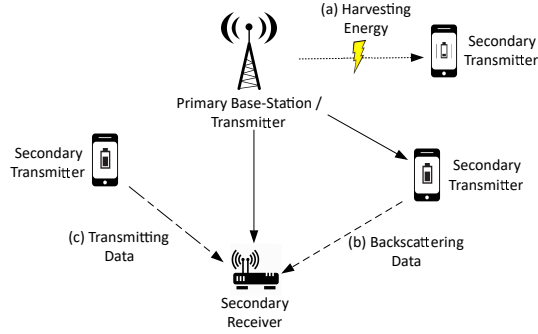 (a) Harvesting
Energy
Secondary
Transmitter
Primary Base-Station /
Transmitter
Secondary
Transmitter
Secondary
Transmitter
(c) Transmitting
Data
(b) Backscattering
Data
Secondary
Receiver